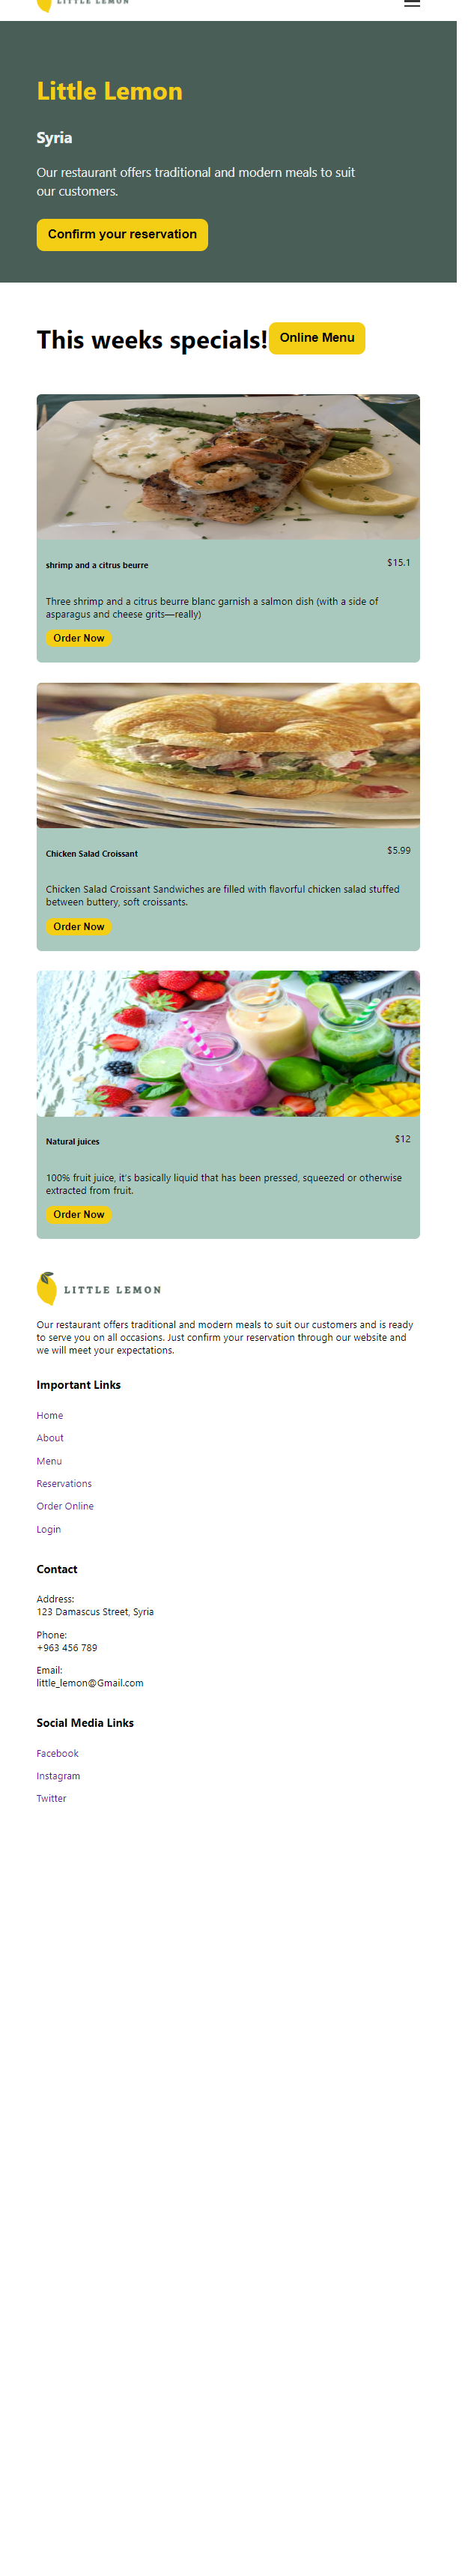 LITTLE LEMON
Little Lemon
Syria
Our restaurant offers traditional and modern meals to suit
our customers.
Confirm your reservation
This weeks specials!
Online Menu
shrimp and a citrus beurre
$15.1
Three shrimp and a citrus beurre blanc garnish a salmon dish (with a side of
asparagus and cheese grits—really)
Order Now
Chicken Salad Croissant
$5.99
Chicken Salad Croissant Sandwiches are filled with flavorful chicken salad stuffed
between buttery, soft croissants.
Order Now
Natural juices
$12
100% fruit juice, it's basically liquid that has been pressed, squeezed or otherwise
extracted from fruit.
Order Now
LITTLE LEMON
Our restaurant offers traditional and modern meals to suit our customers and is ready
to serve you on all occasions. Just confirm your reservation through our website and
we will meet your expectations.
Important Links
Home
About
Menu
Reservations
Order Online
Login
Contact
Address:
123 Damascus Street, Syria
Phone:
+963 456 789
Email:
little_lemon@Gmail.com
Social Media Links
Facebook
Instagram
Twitter